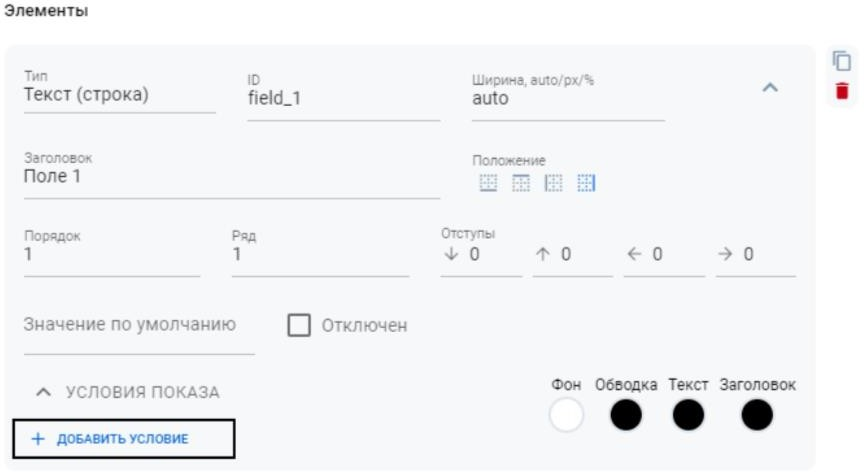 Элементы
Тип ID Ширина, auto/px/%
Текст (строка) field_1 auto
Заголовок Положение
Поле 1
Порядок Ряд Отступы
1 1 ↓ 0 ↑ 0 ← 0 → 0
Значение по умолчанию Отключен
Фон Обводка Текст Заголовок
УСЛОВИЯ ПОКАЗА
+ ДОБАВИТЬ УСЛОВИЕ